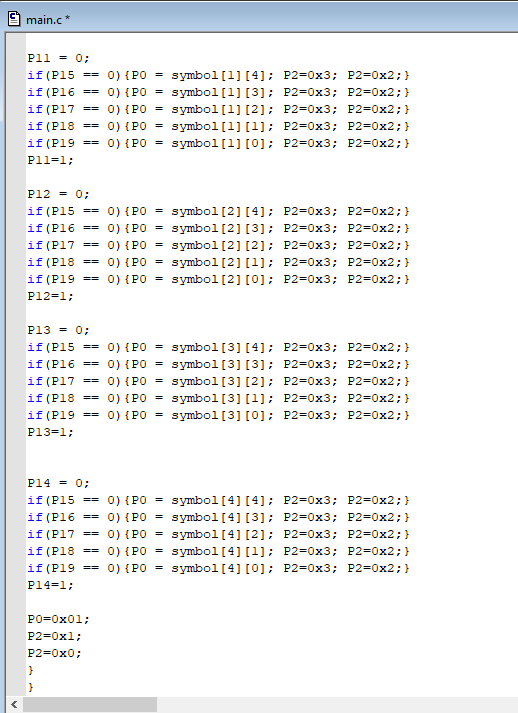 main.c *
P11 = 0;
if(P15 == 0){P0 = symbol[1][4]; P2=0x3; P2=0x2;}
if(P16 == 0){P0 = symbol[1][3]; P2=0x3; P2=0x2;}
if(P17 == 0){P0 = symbol[1][2]; P2=0x3; P2=0x2;}
if(P18 == 0){P0 = symbol[1][1]; P2=0x3; P2=0x2;}
if(P19 == 0){P0 = symbol[1][0]; P2=0x3; P2=0x2;}
P11=1;
P12 = 0;
if(P15 == 0){P0 = symbol[2][4]; P2=0x3; P2=0x2;}
if(P16 == 0){P0 = symbol[2][3]; P2=0x3; P2=0x2;}
if(P17 == 0){P0 = symbol[2][2]; P2=0x3; P2=0x2;}
if(P18 == 0){P0 = symbol[2][1]; P2=0x3; P2=0x2;}
if(P19 == 0){P0 = symbol[2][0]; P2=0x3; P2=0x2;}
P12=1;
P13 = 0;
if(P15 == 0){P0 = symbol[3][4]; P2=0x3; P2=0x2;}
if(P16 == 0){P0 = symbol[3][3]; P2=0x3; P2=0x2;}
if(P17 == 0){P0 = symbol[3][2]; P2=0x3; P2=0x2;}
if(P18 == 0){P0 = symbol[3][1]; P2=0x3; P2=0x2;}
if(P19 == 0){P0 = symbol[3][0]; P2=0x3; P2=0x2;}
P13=1;
P14 = 0;
if(P15 == 0){P0 = symbol[4][4]; P2=0x3; P2=0x2;}
if(P16 == 0){P0 = symbol[4][3]; P2=0x3; P2=0x2;}
if(P17 == 0){P0 = symbol[4][2]; P2=0x3; P2=0x2;}
if(P18 == 0){P0 = symbol[4][1]; P2=0x3; P2=0x2;}
if(P19 == 0){P0 = symbol[4][0]; P2=0x3; P2=0x2;}
P14=1;
P0=0x01;
P2=0x1;
P2=0x0;
}
}